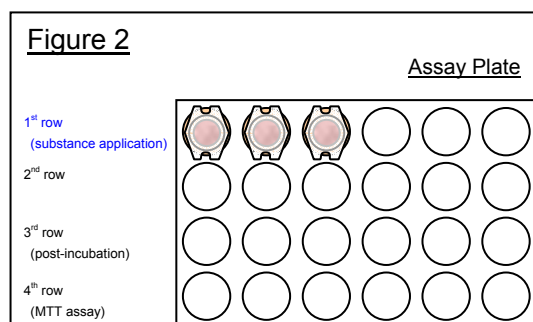 Figure 2
Assay Plate
1st row
(substance application)
2nd row
3rd row
(post-incubation)
4th row
(MTT assay)